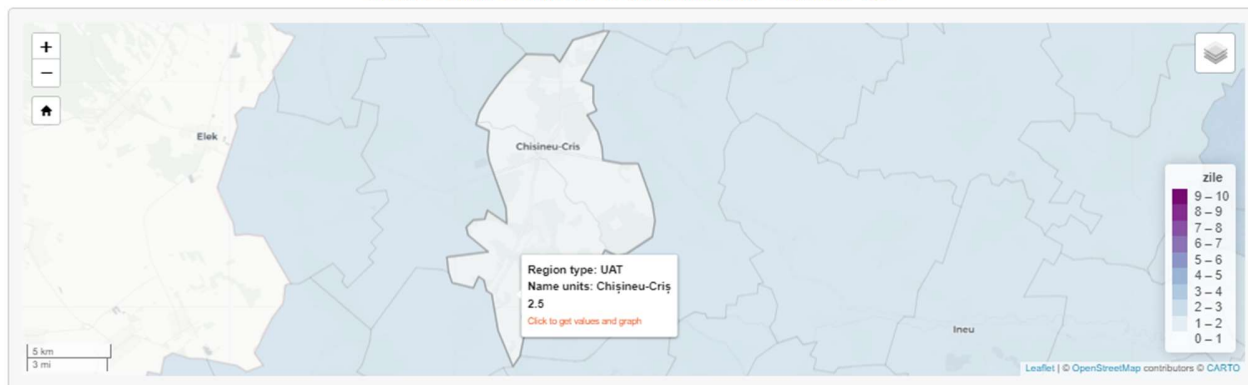 +
−
Elek
Chisineu-Cris
zile
9 – 10
8 – 9
7 – 8
6 – 7
5 – 6
4 – 5
3 – 4
2 – 3
1 – 2
0 – 1
Region type: UAT
Name units: Chișineu-Criș
2.5
Click to get values and graph
Ineu
5 km
3 mi
Leaflet | © OpenStreetMap contributors © CARTO